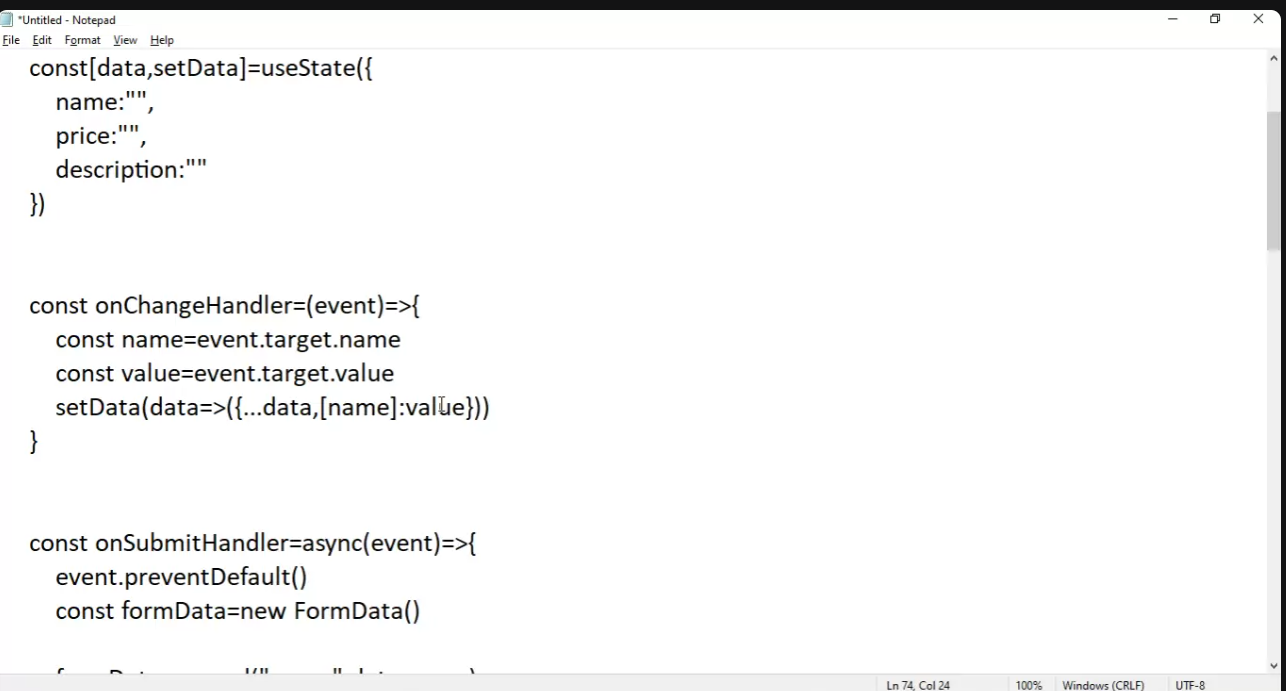 *Untitled - Notepad
File Edit Format View Help
const[data,setData]=useState({
name:"",
price:"",
description:""
})
const onChangeHandler=(event)=>{
const name=event.target.name
const value=event.target.value
setData(data=>({...data,[name]:value}))
}
const onSubmitHandler=async(event)=>{
event.preventDefault()
const formData=new FormData()
Ln 74, Col 24 100% Windows (CRLF) UTF-8